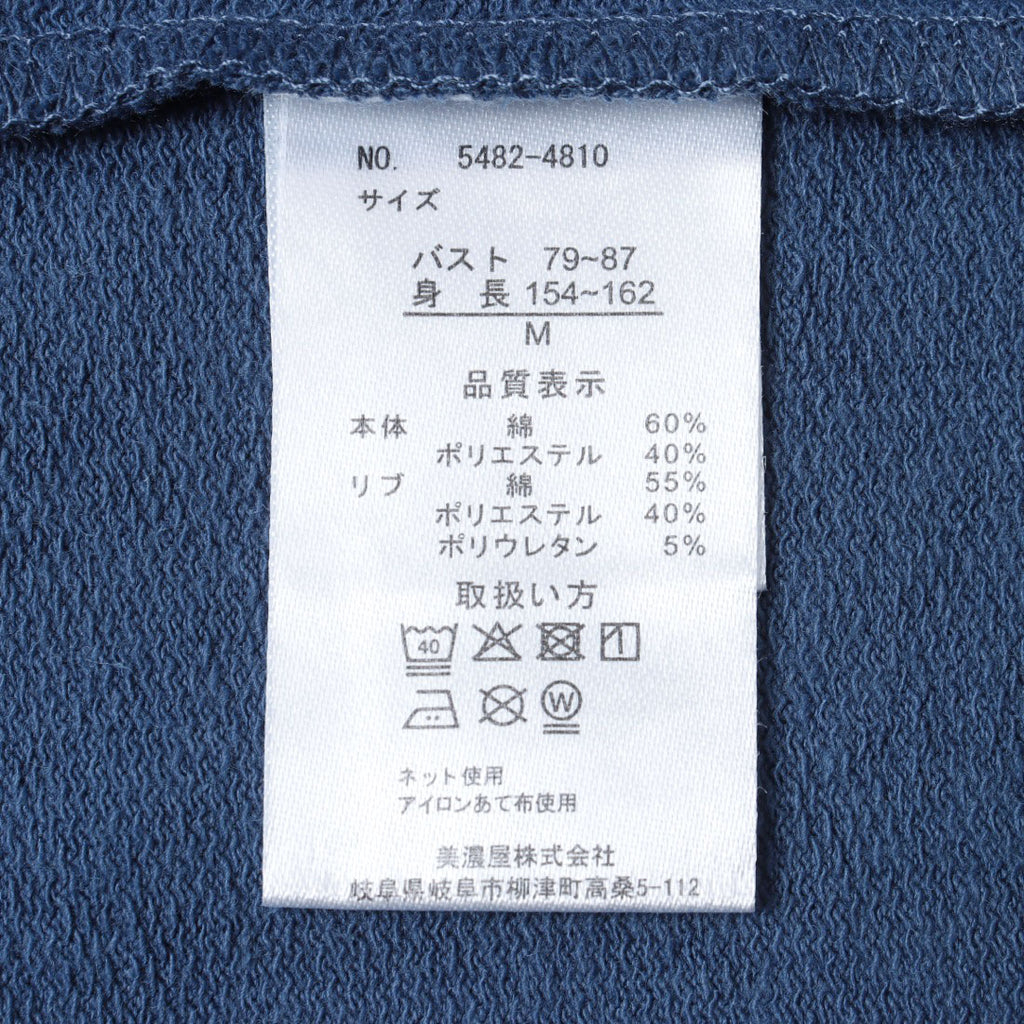 NO. 5482-4810
サイズ
バスト 79~87
身 長 154~162
M
品質表示
本体 綿 60%
ポリエステル 40%
リブ 綿 55%
ポリエステル 40%
ポリウレタン 5%
取扱い方
40
W
ネット使用
アイロンあて布使用
美濃屋株式会社
岐阜県岐阜市柳津町高桑5-112